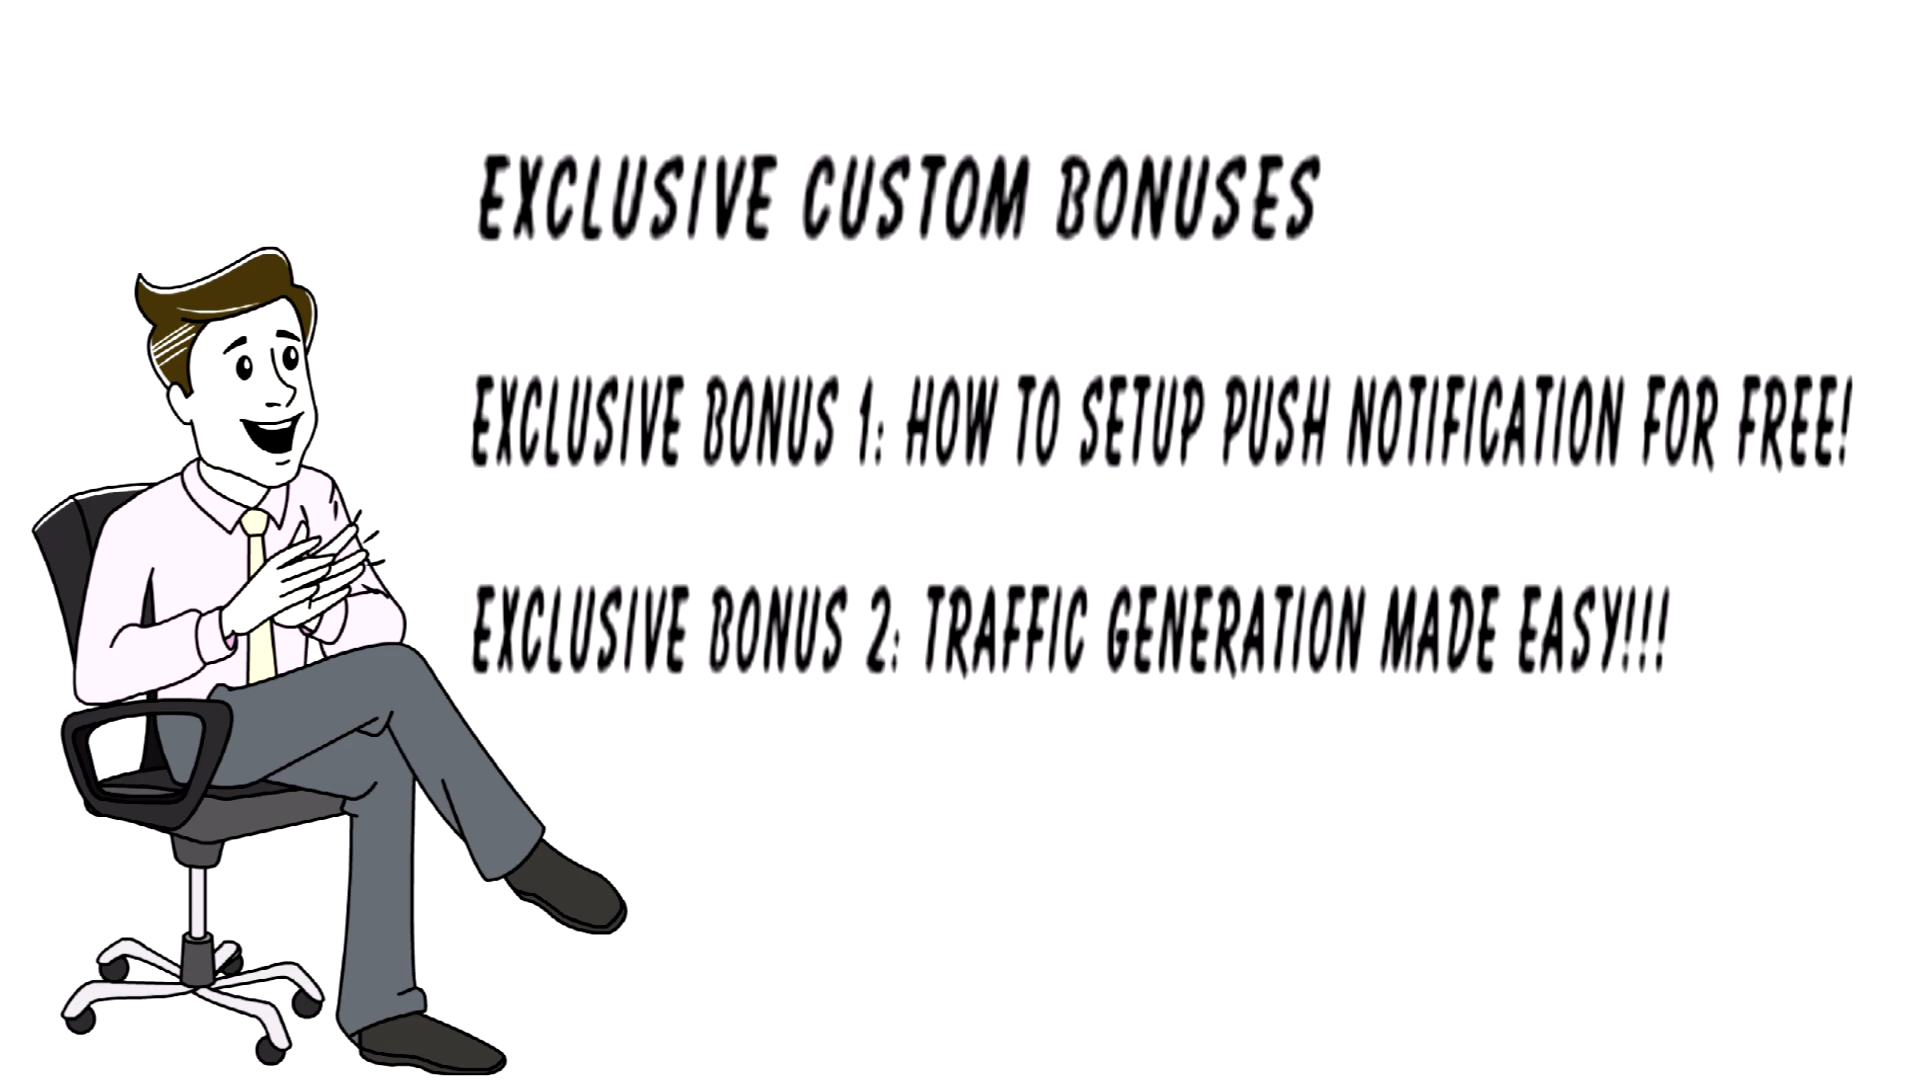 EXCLUSIVE CUSTOM BONUSES
EXCLUSIVE BONUS 1: HOW TO SETUP PUSH NOTIFICATION FOR FREE!
EXCLUSIVE BONUS 2: TRAFFIC GENERATION MADE EASY!!!